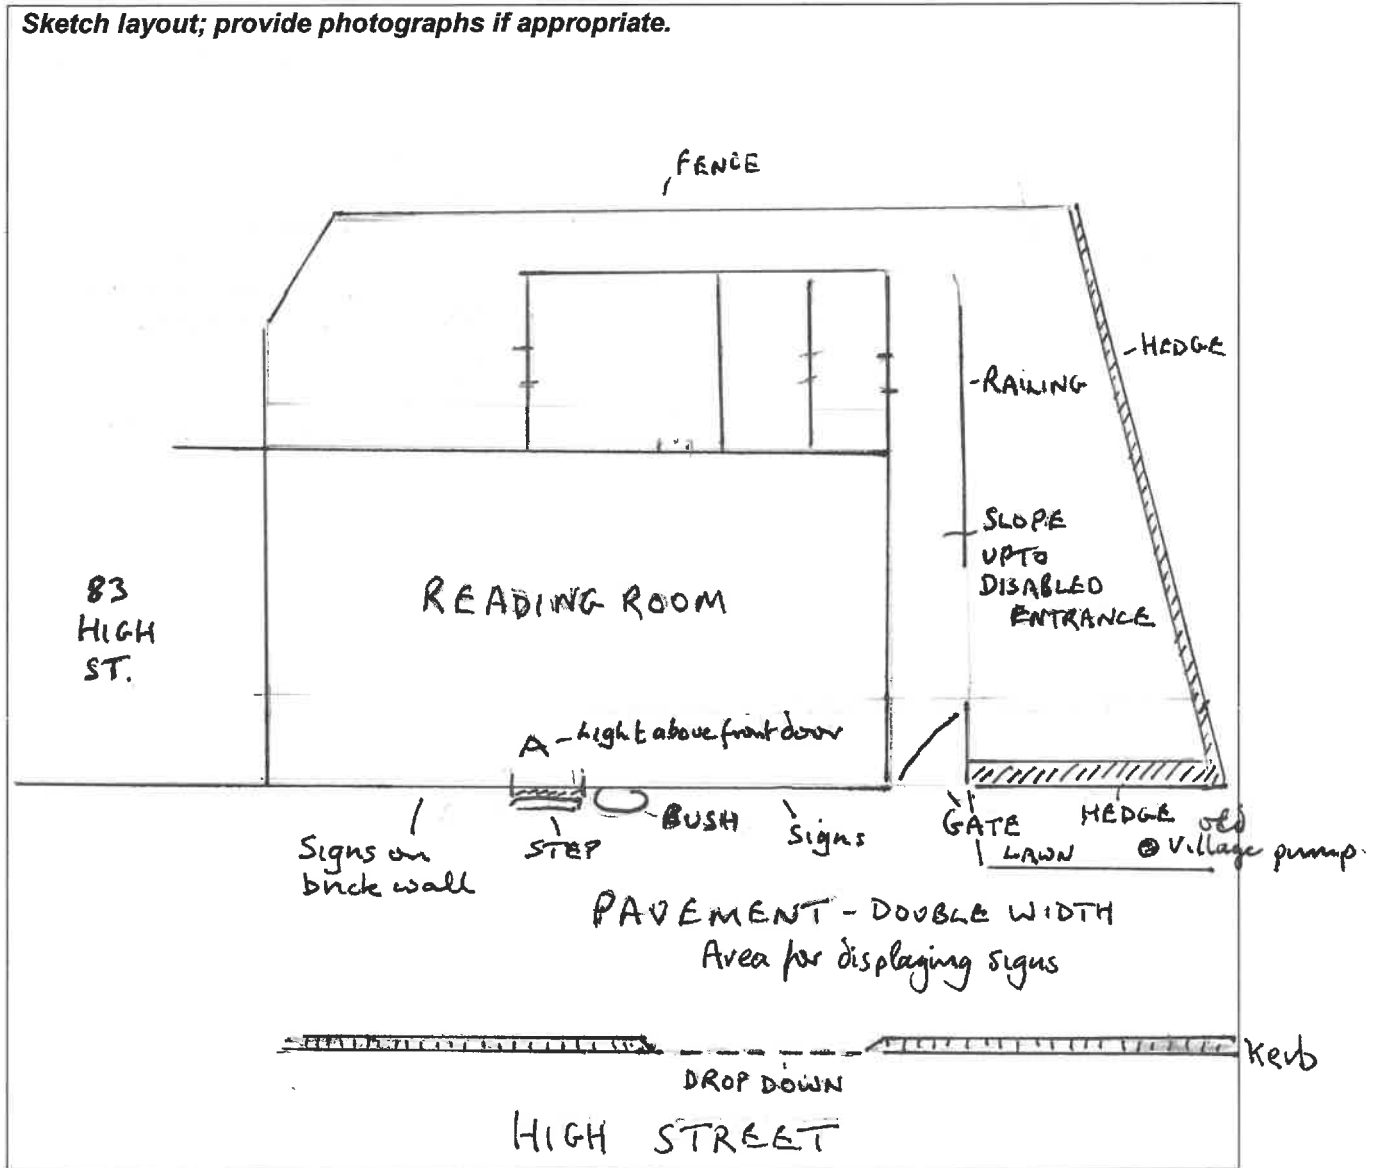 Sketch layout; provide photographs if appropriate.
FENCE
HEDGE
RAILING
SLOPE
UPTO
DISABLED
ENTRANCE
83
HIGH
ST.
READING ROOM
A - Light above front door
Signs on
brick wall
STEP
BUSH
Signs
GATE
HEDGE
LAWN
old
Village pump.
PAVEMENT - DOUBLE WIDTH
Area for displaying signs
Kerb
DROP DOWN
HIGH STREET